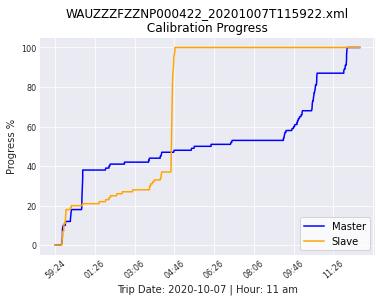 WAUZZZFZZNP000422_20201007T115922.xml
Calibration Progress
Progress %
100
80
60
40
20
0
59:24
01:26
03:06
04:46
06:26
08:06
09:46
11:26
Master
Slave
Trip Date: 2020-10-07 | Hour: 11 am